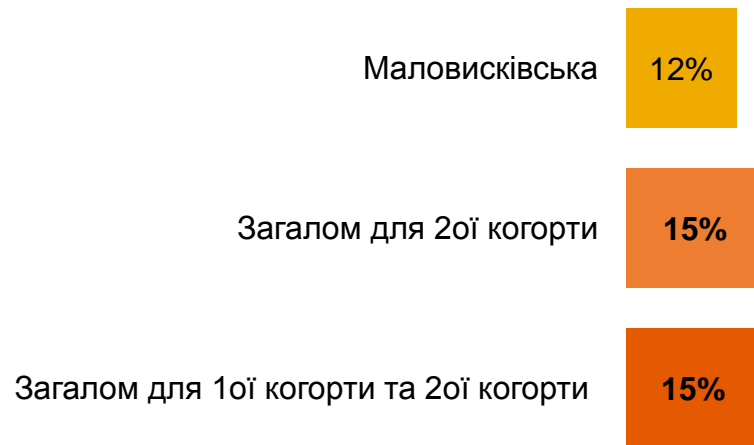 Маловисківська 12%
Загалом для 2ої когорти 15%
Загалом для 1ої когорти та 2ої когорти 15%